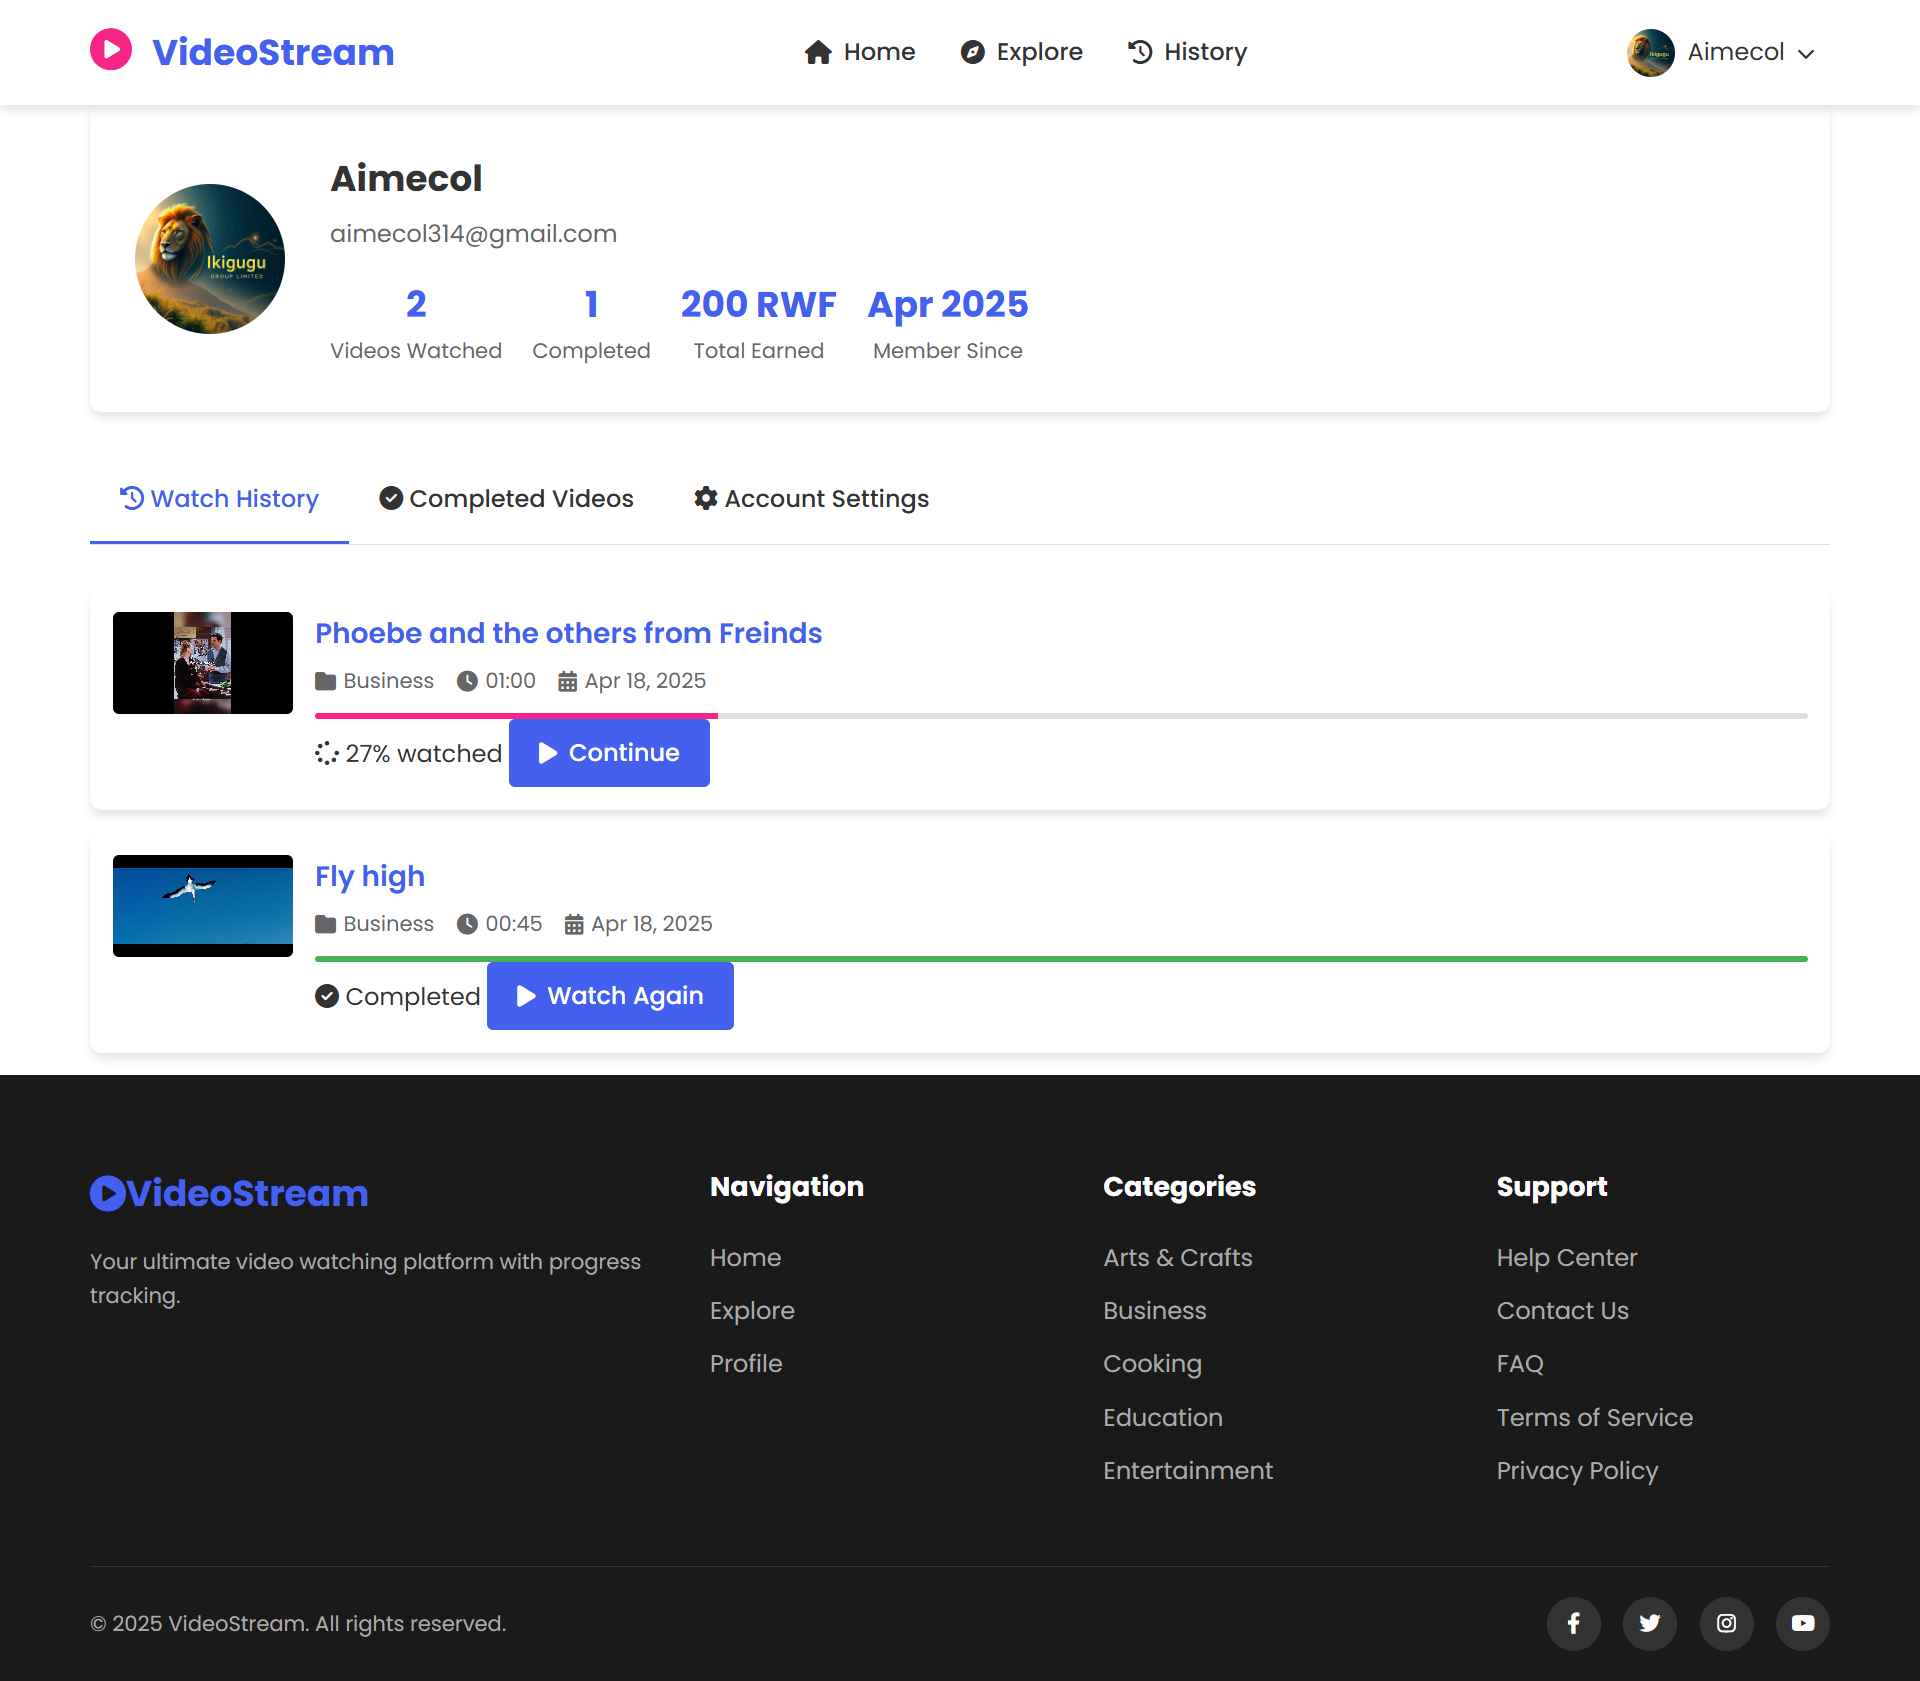 VideoStream
Home
Explore
History
Aimecol
Aimecol
aimecol314@gmail.com
Ikigugu
GROUP LIMITED
2
Videos Watched
1
Completed
200 RWF
Total Earned
Apr 2025
Member Since
Watch History
Completed Videos
Account Settings
Phoebe and the others from Freinds
Business 01:00 Apr 18, 2025
27% watched
Continue
Fly high
Business 00:45 Apr 18, 2025
Completed
Watch Again
VideoStream
Your ultimate video watching platform with progress
tracking.
Navigation
Home
Explore
Profile
Categories
Arts & Crafts
Business
Cooking
Education
Entertainment
Support
Help Center
Contact Us
FAQ
Terms of Service
Privacy Policy
© 2025 VideoStream. All rights reserved.